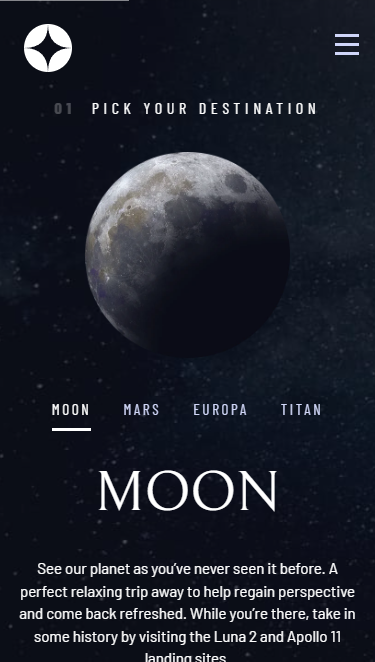 01 PICK YOUR DESTINATION
MOON MARS EUROPA TITAN
MOON
See our planet as you’ve never seen it before. A
perfect relaxing trip away to help regain perspective
and come back refreshed. While you’re there, take in
some history by visiting the Luna 2 and Apollo 11
landing sites.